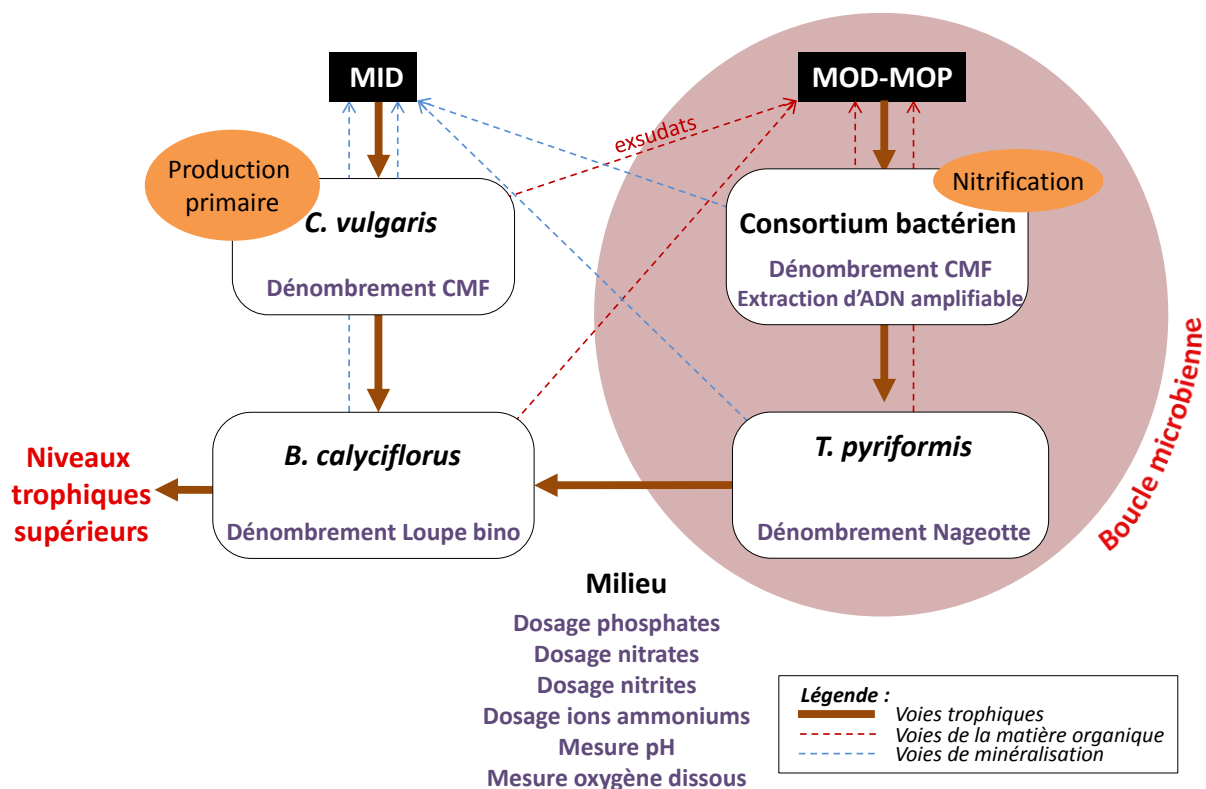 MID
MOD-MOP
exsudats
Production
primaire
Nitrification
C. vulgaris
Consortium bactérien
Dénombrement CMF
Dénombrement CMF
Extraction d'ADN amplifiable
Boucle microbienne
B. calyciflorus
T. pyriformis
Niveaux
trophiques
supérieurs
Dénombrement Loupe bino
Dénombrement Nageotte
Milieu
Dosage phosphates
Dosage nitrates
Dosage nitrites
Dosage ions ammoniums
Mesure pH
Mesure oxygène dissous
Légende :
Voies trophiques
Voies de la matière organique
Voies de minéralisation